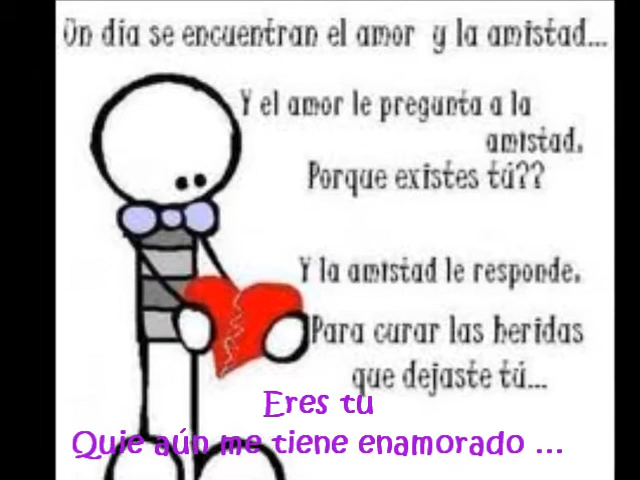 Un dia se encuentran el amor y la amistad...
Y el amor le pregunta a la
amistad.
Porque existes tú??
Y la amistad le responde.
Para curar las heridas
que dejaste tú...
Eres tu
Quie aún me tiene enamorado ...